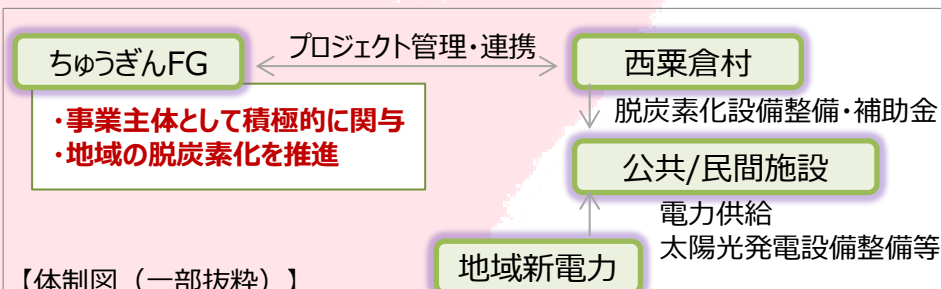 ちゅうぎんFG
プロジェクト管理・連携
西粟倉村
・事業主体として積極的に関与
・地域の脱炭素化を推進
脱炭素化設備整備・補助金
公共/民間施設
電力供給
太陽光発電設備整備等
地域新電力
【体制図（一部抜粋）】